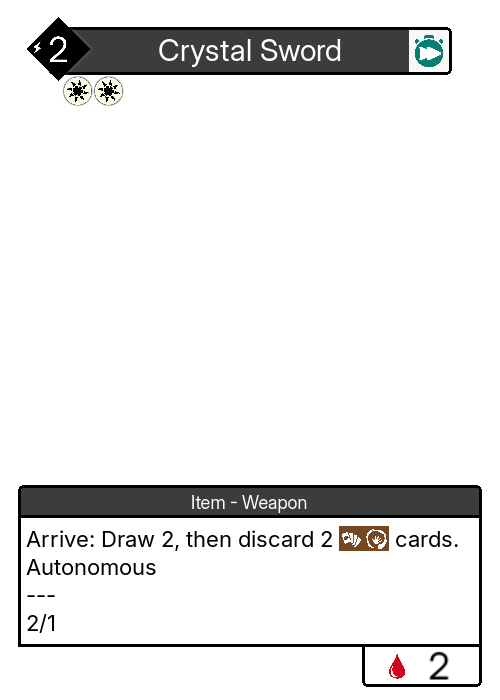 2 Crystal Sword
Item - Weapon
Arrive: Draw 2, then discard 2 cards.
Autonomous
---
2/1
2